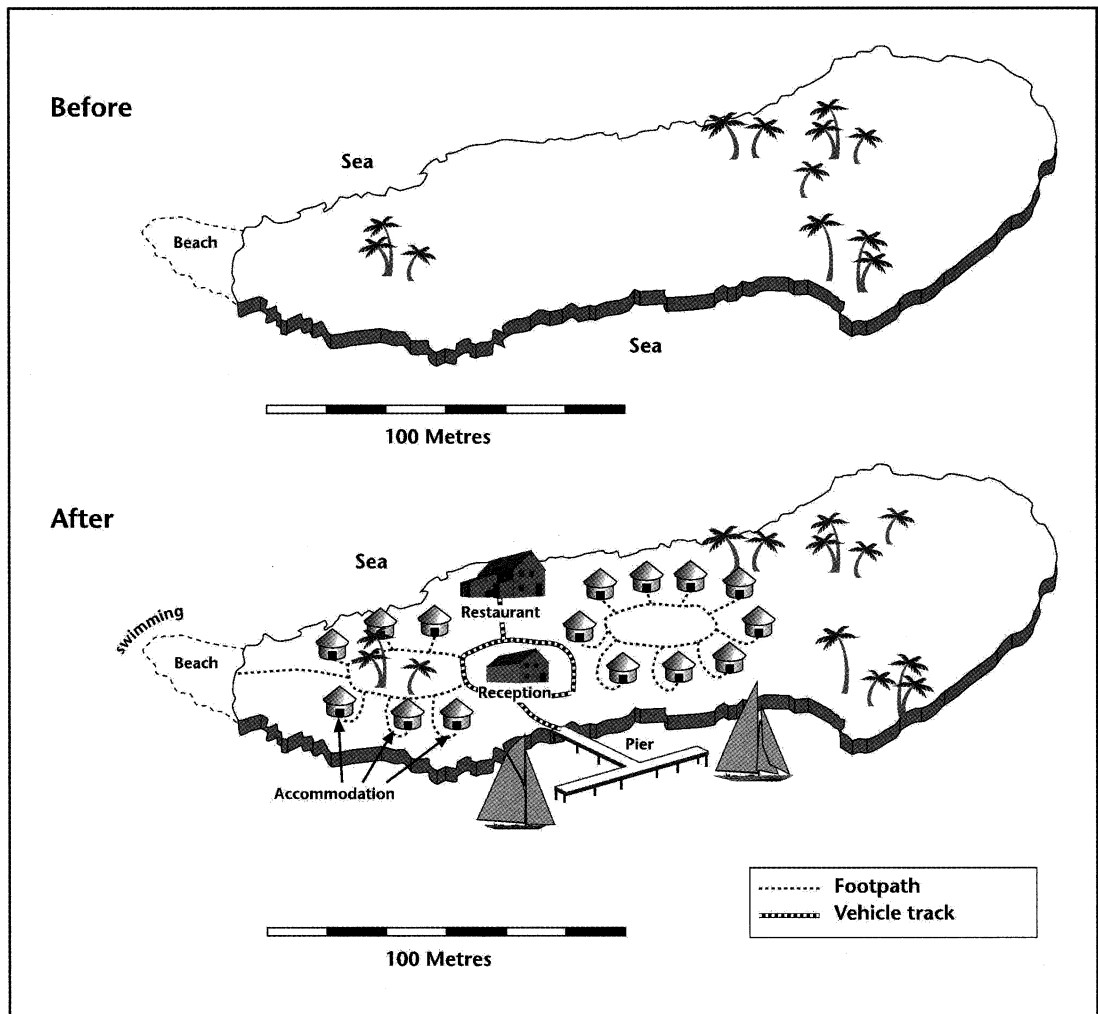 Before
Sea
Beach
Sea
100 Metres
After
Sea
swimming
Restaurant
Beach
Reception
Pier
Accommodation
Footpath
Vehicle track
100 Metres